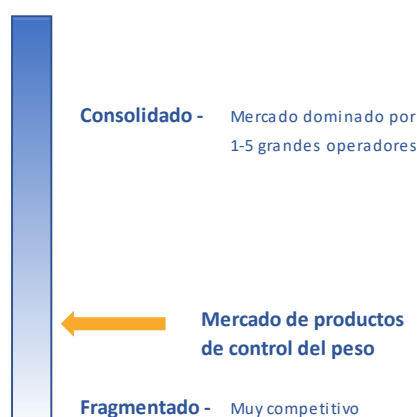 Consolidado - Mercado dominado por
1-5 grandes operadores
Mercado de productos
de control del peso
Fragmentado - Muy competitivo